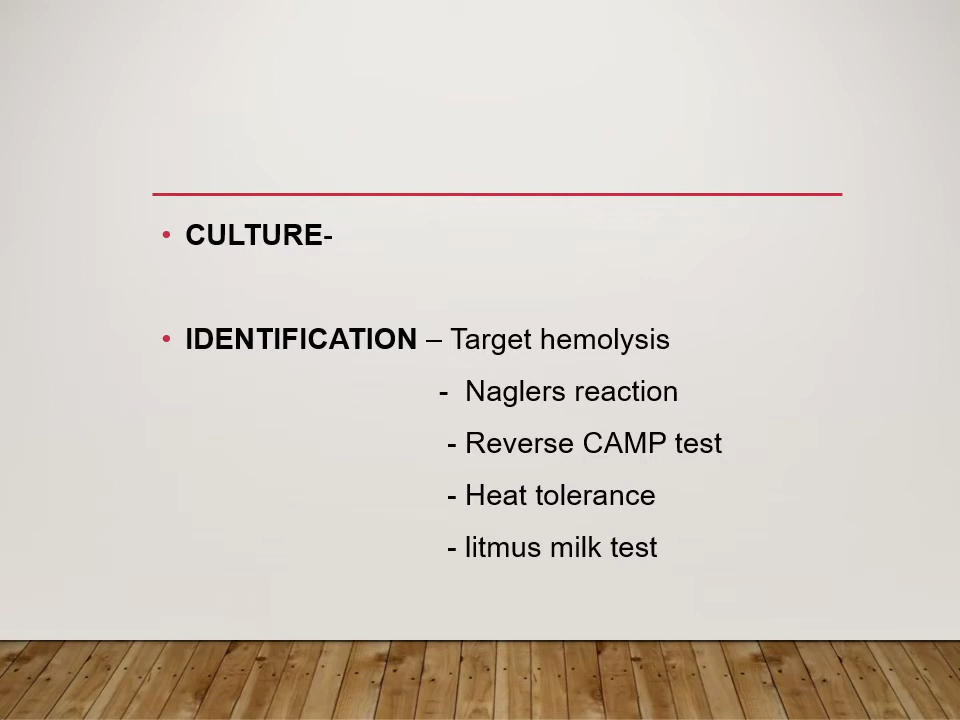 • CULTURE-
• IDENTIFICATION – Target hemolysis
- Naglers reaction
- Reverse CAMP test
- Heat tolerance
- litmus milk test